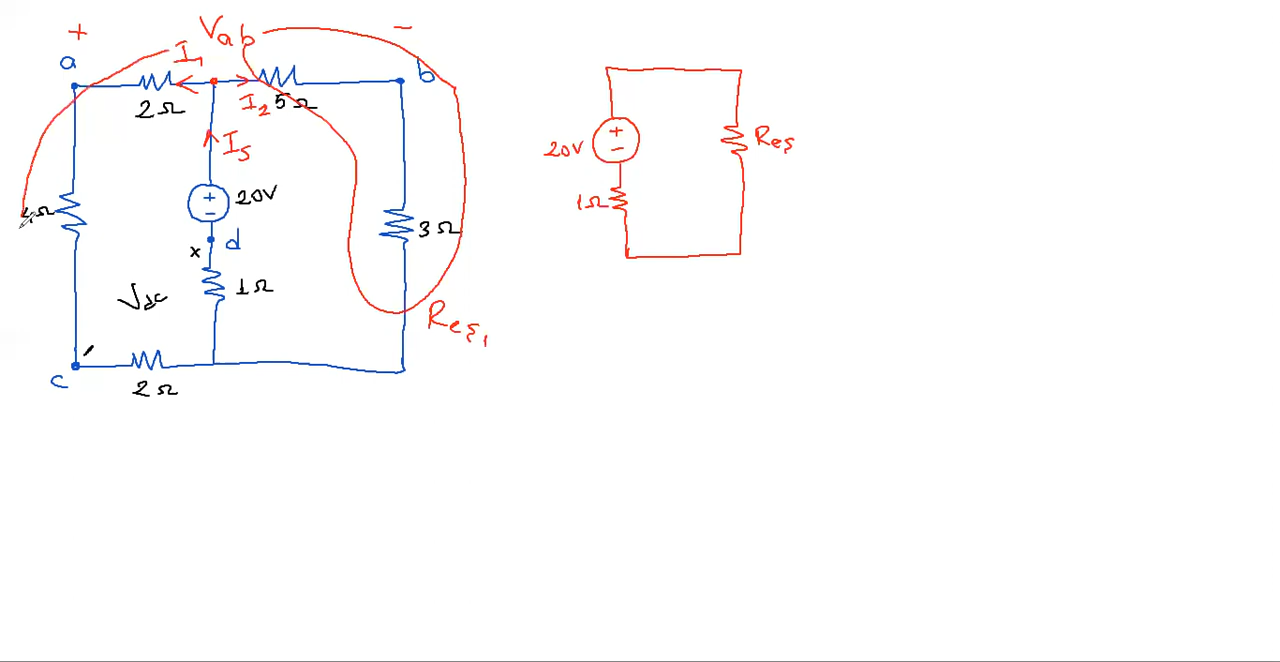 +
Vab
−
a
I₁
b
2Ω
I₂
5Ω
Is
20V
+
−
d
x
3Ω
1Ω
Vdc
Req₁
c
2Ω
+
−
20V
Req
1Ω